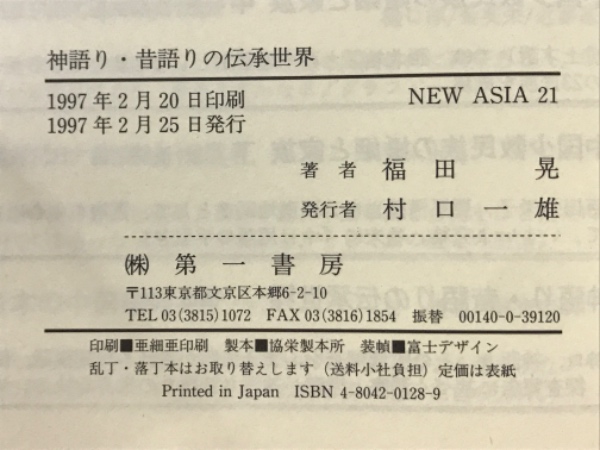 神語り・昔語りの伝承世界
1997年2月20日印刷 NEW ASIA 21
1997年2月25日発行
著者 福田 晃
発行者 村口一雄
㈱ 第一書房
〒113東京都文京区本郷6-2-10
TEL 03(3815)1072 FAX 03(3816)1854 振替 00140-0-39120
印刷■亜細亜印刷 製本■協栄製本所 装幀■富士デザイン
乱丁・落丁本はお取り替えします（送料小社負担）定価は表紙
Printed in Japan ISBN 4-8042-0128-9